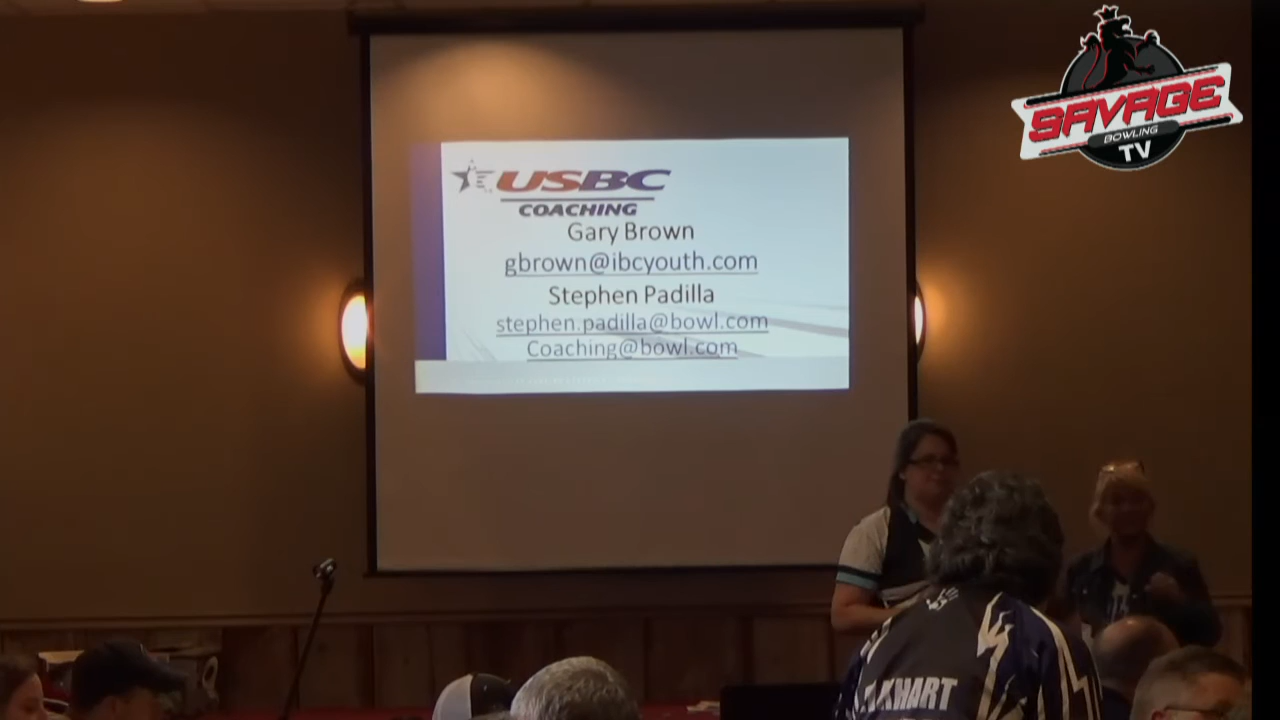 SAVAGE
BOWLING
TV
USBC
COACHING
Gary Brown
gbrown@ibcyouth.com
Stephen Padilla
stephen.padilla@bowl.com
Coaching@bowl.com